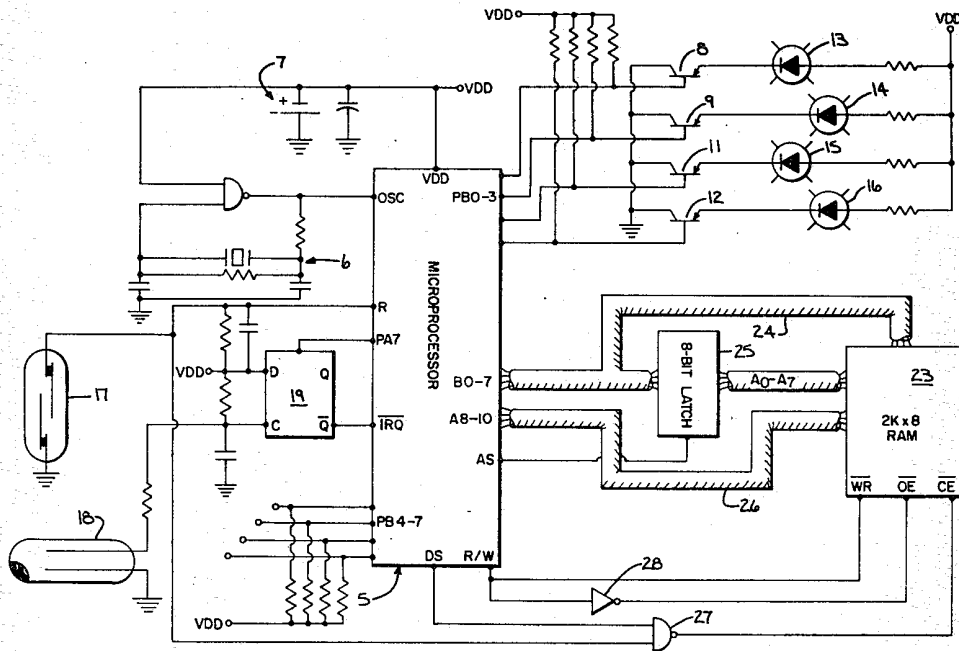 VDD
VDD
8
13
7
+
-
VDD
9
14
11
15
VDD
OSC
PB0-3
12
16
6
MICROPROCESSOR
R
24
PA7
25
VDD
D
Q
8-BIT LATCH
A0-A7
23
17
19
B0-7
2K x 8
RAM
C
Q
IRQ
A8-10
AS
WR
OE
CE
26
18
PB4-7
DS
R/W
5
28
27
VDD